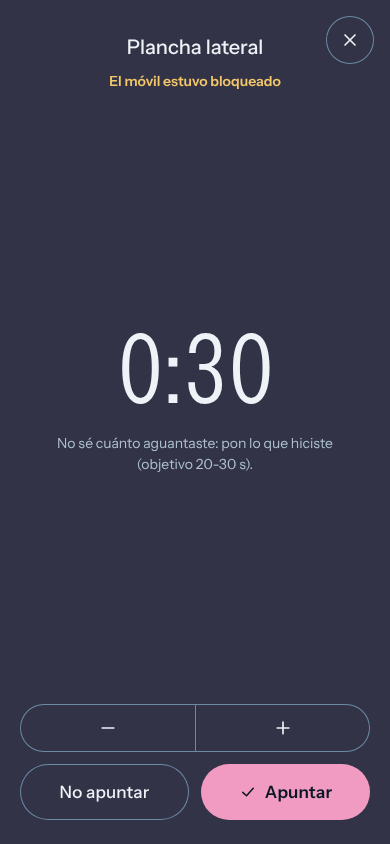 Plancha lateral
El móvil estuvo bloqueado
0:30
No sé cuánto aguantaste: pon lo que hiciste
(objetivo 20-30 s).
− +
No apuntar
✓ Apuntar